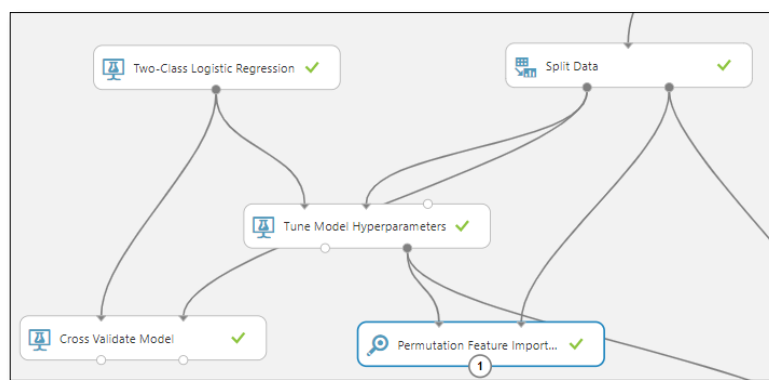 Two-Class Logistic Regression
Split Data
Tune Model Hyperparameters
Cross Validate Model
Permutation Feature Import...
1